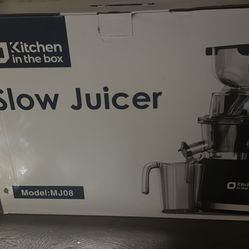 Kitchen
in the box
Slow Juicer
Model:MJ08